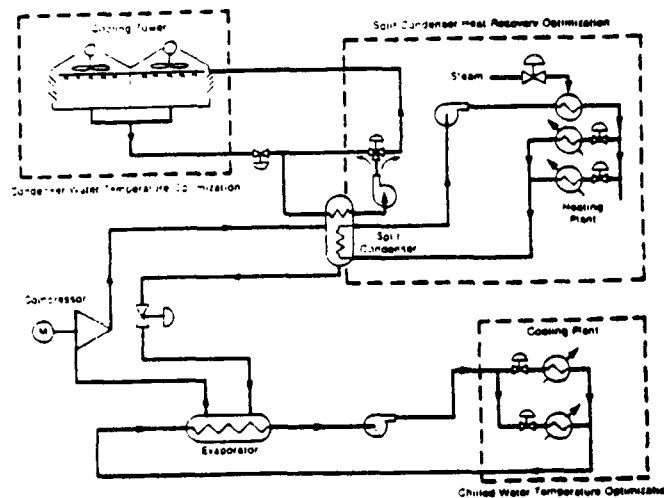 Cooling Tower
Split Condenser Heat Recovery Optimization
Steam
Condenser Water Temperature Optimization
Heating
Plant
Split
Condenser
Compressor
M
Cooling Plant
Evaporator
Chilled Water Temperature Optimization